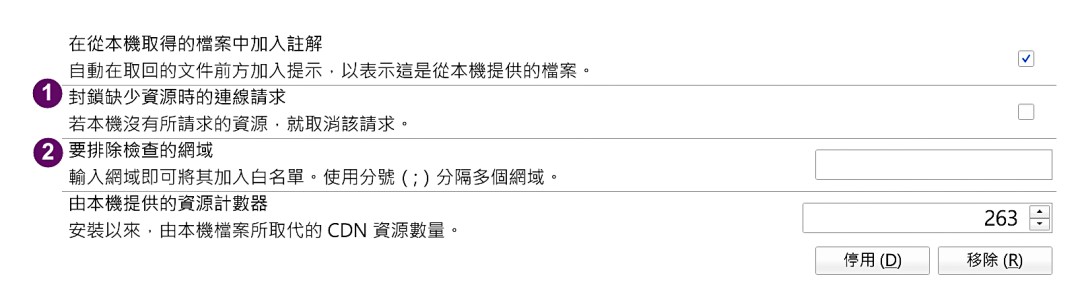 在從本機取得的檔案中加入註解
自動在取回的文件前方加入提示，以表示這是從本機提供的檔案。
1 封鎖缺少資源時的連線請求
若本機沒有所請求的資源，就取消該請求。
2 要排除檢查的網域
輸入網域即可將其加入白名單。使用分號 ( ; ) 分隔多個網域。
由本機提供的資源計數器
安裝以來，由本機檔案所取代的 CDN 資源數量。
263
停用 (D) 移除 (R)